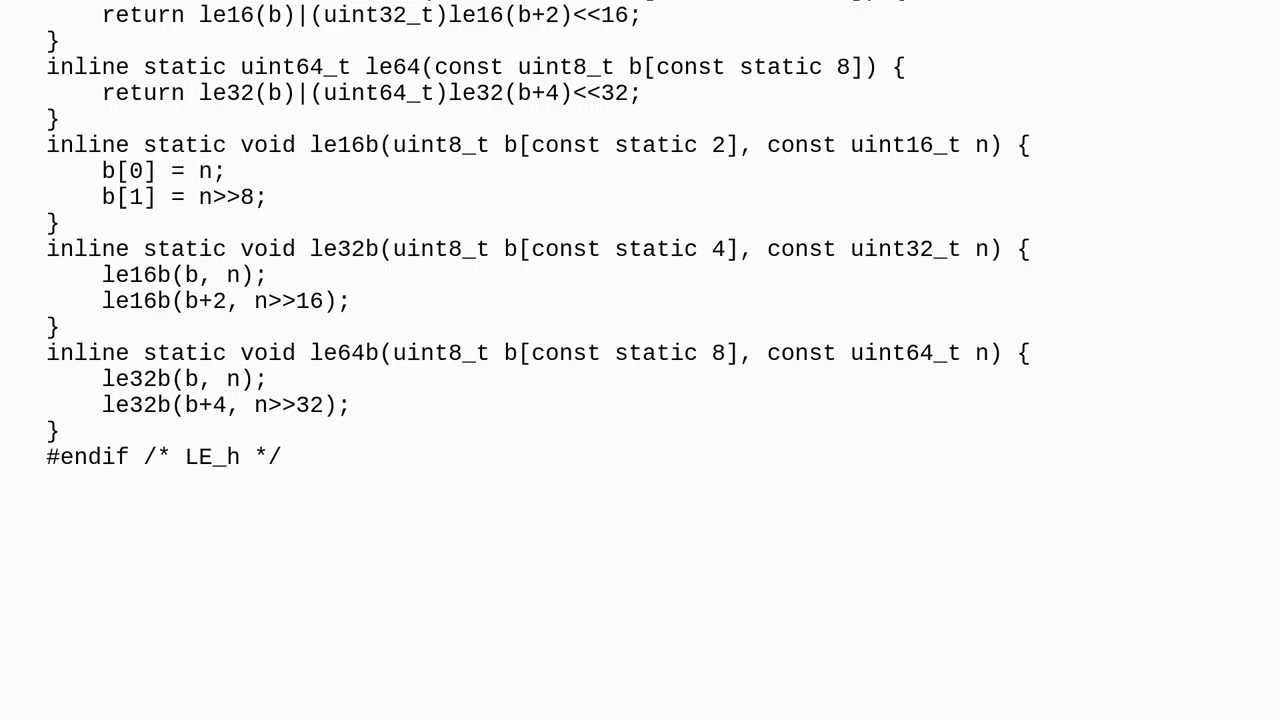 return le16(b)|(uint32_t)le16(b+2)<<16;
}
inline static uint64_t le64(const uint8_t b[const static 8]) {
    return le32(b)|(uint64_t)le32(b+4)<<32;
}
inline static void le16b(uint8_t b[const static 2], const uint16_t n) {
    b[0] = n;
    b[1] = n>>8;
}
inline static void le32b(uint8_t b[const static 4], const uint32_t n) {
    le16b(b, n);
    le16b(b+2, n>>16);
}
inline static void le64b(uint8_t b[const static 8], const uint64_t n) {
    le32b(b, n);
    le32b(b+4, n>>32);
}
#endif /* LE_h */